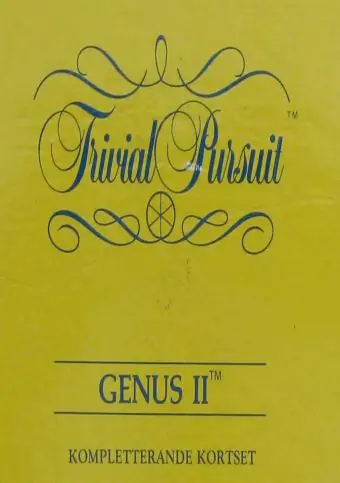 Trivial Pursuit™
GENUS II™
KOMPLETTERANDE KORTSET